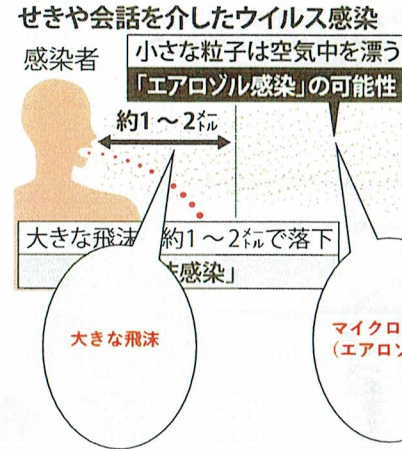 せきや会話を介したウイルス感染
感染者
小さな粒子は空気中を漂う
「エアロゾル感染」の可能性
約1～2㍍
大きな飛沫 約1～2㍍で落下
感染」
大きな飛沫
マイクロ
（エアロゾ